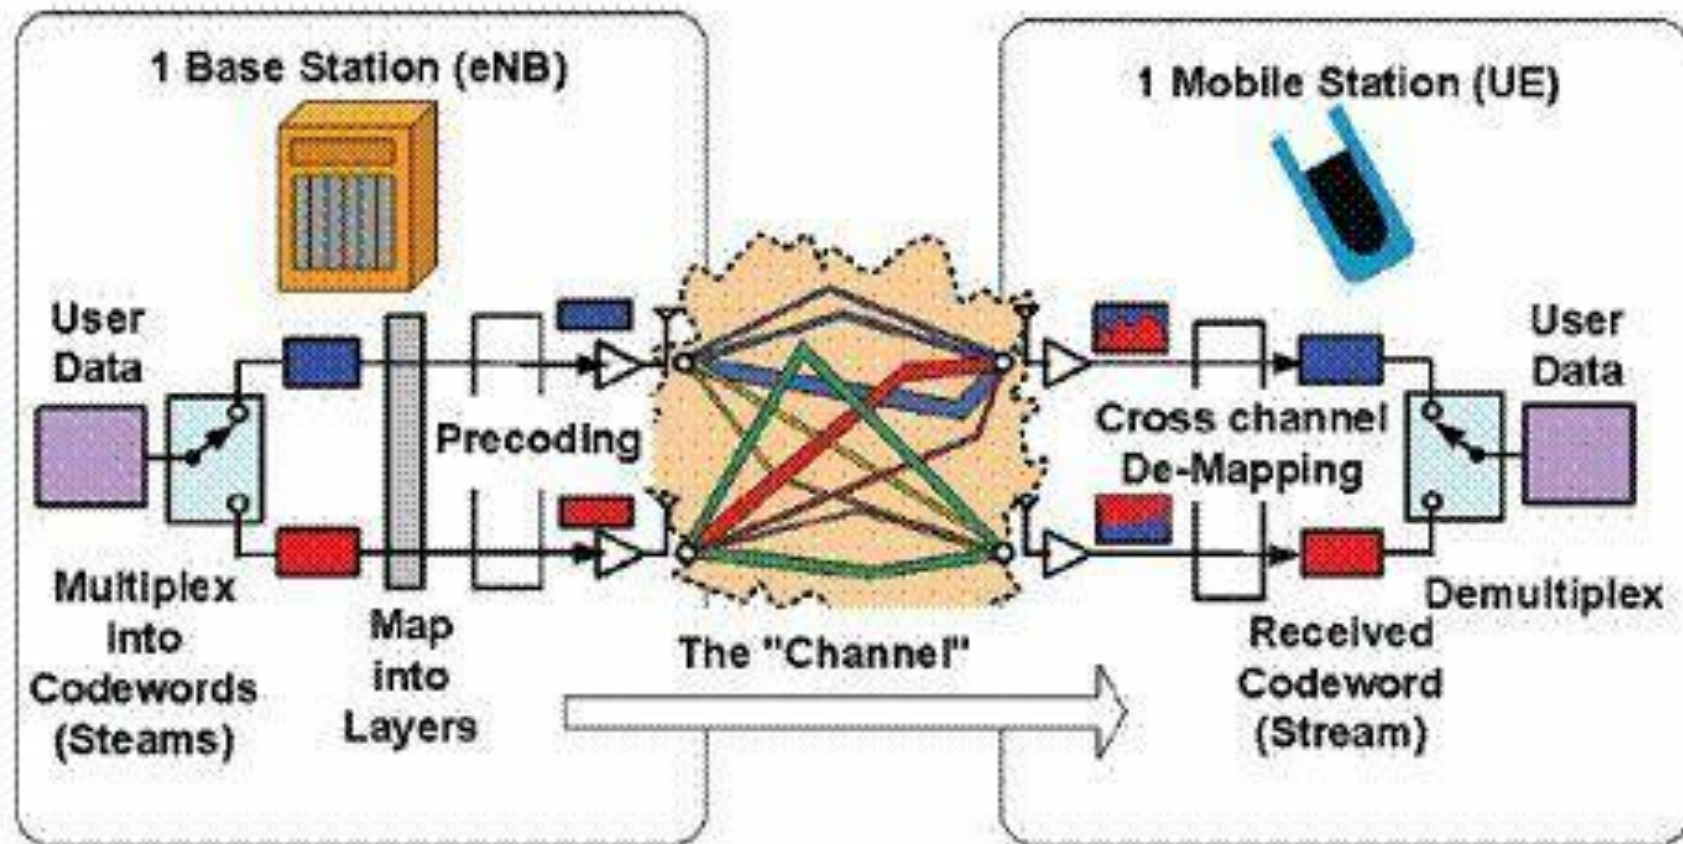 1 Base Station (eNB)
1 Mobile Station (UE)
User
Data
Precoding
Multiplex
into
Codewords
(Steams)
Map
into
Layers
The "Channel"
Cross channel
De-Mapping
User
Data
Received
Codeword
(Stream)
Demultiplex